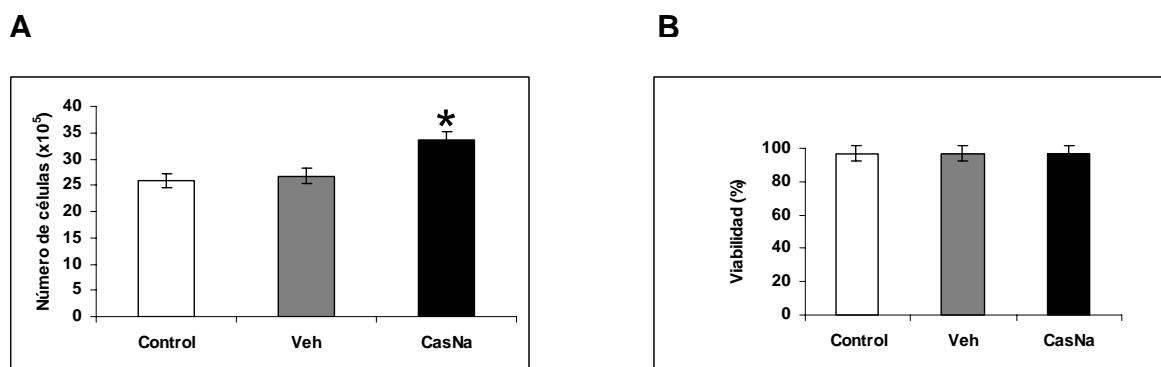 A
B
Número de células (x10⁵)
40
35
30
25
20
15
10
5
0
*
Control Veh CasNa
Viabilidad (%)
100
80
60
40
20
0
Control Veh CasNa